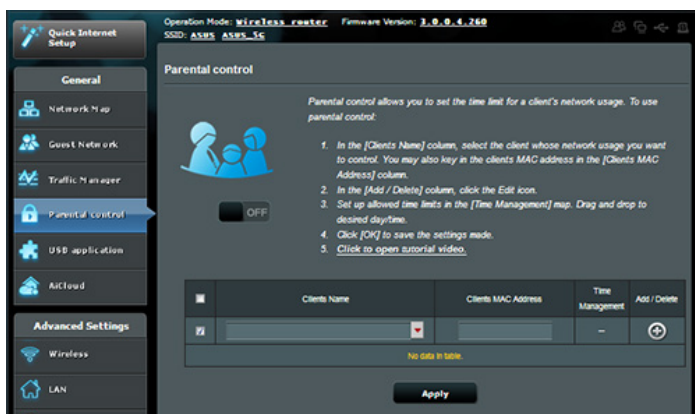 Quick Internet
Setup
Operation Mode: Wireless router Firmware Version: 3.0.0.4.260
SSID: ASUS ASUS_5G
General
Network Map
Guest Network
Traffic Manager
Parental control
USB application
AiCloud
Advanced Settings
Wireless
LAN
Parental control
Parental control allows you to set the time limit for a client's network usage. To use
parental control:
1. In the [Clients Name] column, select the client whose network usage you want
to control. You may also key in the clients MAC address in the [Clients MAC
Address] column.
2. In the [Add / Delete] column, click the Edit icon.
3. Set up allowed time limits in the [Time Management] map. Drag and drop to
desired day/time.
4. Click [OK] to save the settings made.
5. Click to open tutorial video.
OFF
Clients Name
Clients MAC Address
Time
Management
Add / Delete
–
No data in table.
Apply